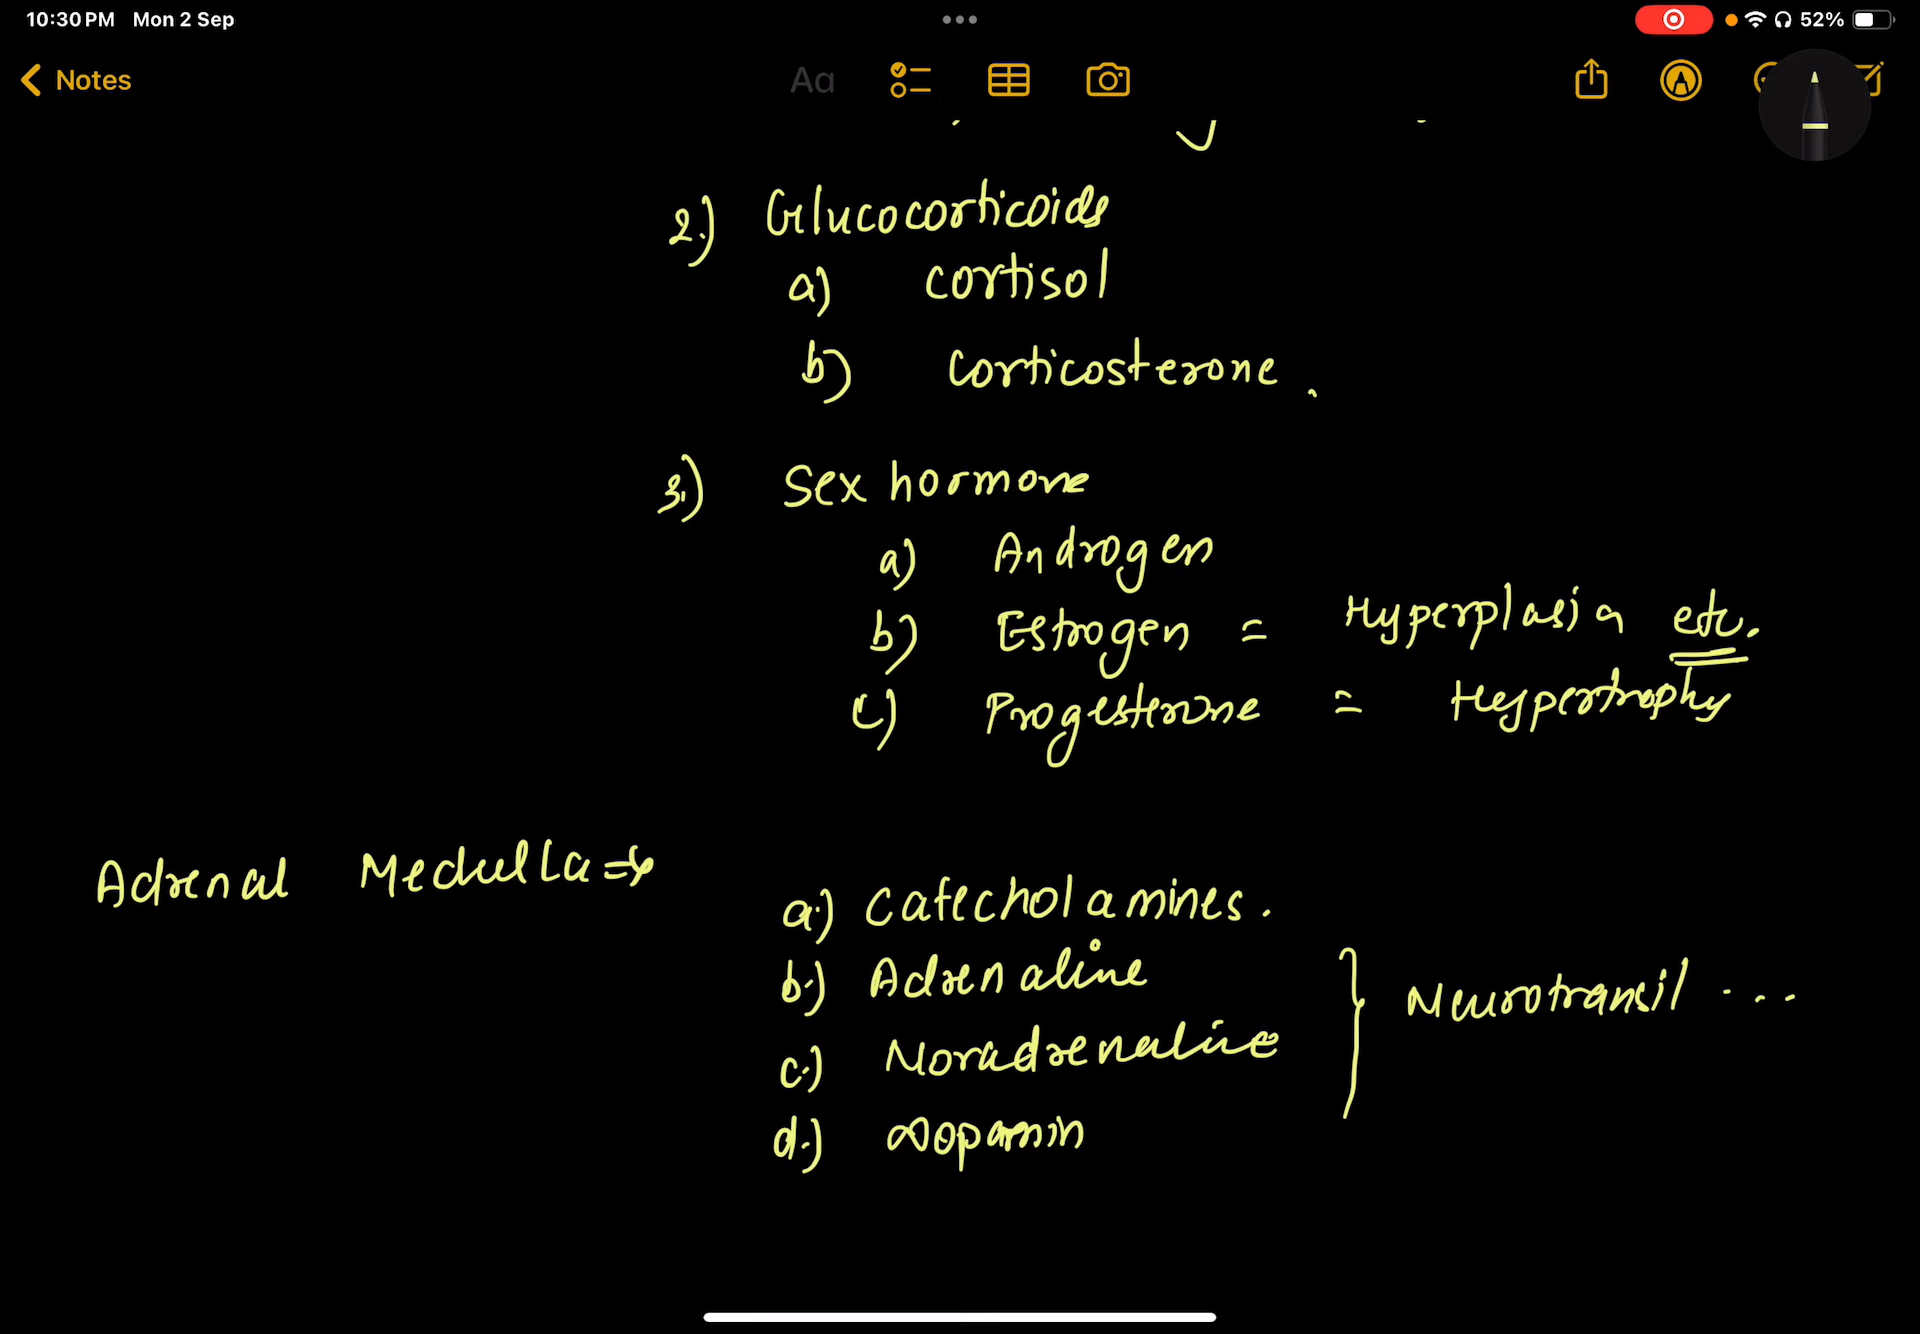 10:30 PM Mon 2 Sep
52%
Notes
Aa
2.) Glucocorticoids
a) cortisol
b) Corticosterone.
3.) Sex hormone
a) Androgen
b) Estrogen = Hyperplasia etc.
c) Progesterone = Hypertrophy
Adrenal Medulla ⇒
a.) Catecholamines.
b.) Adrenaline
c.) Noradrenaline
d.) Dopamin
} Neurotransil ...